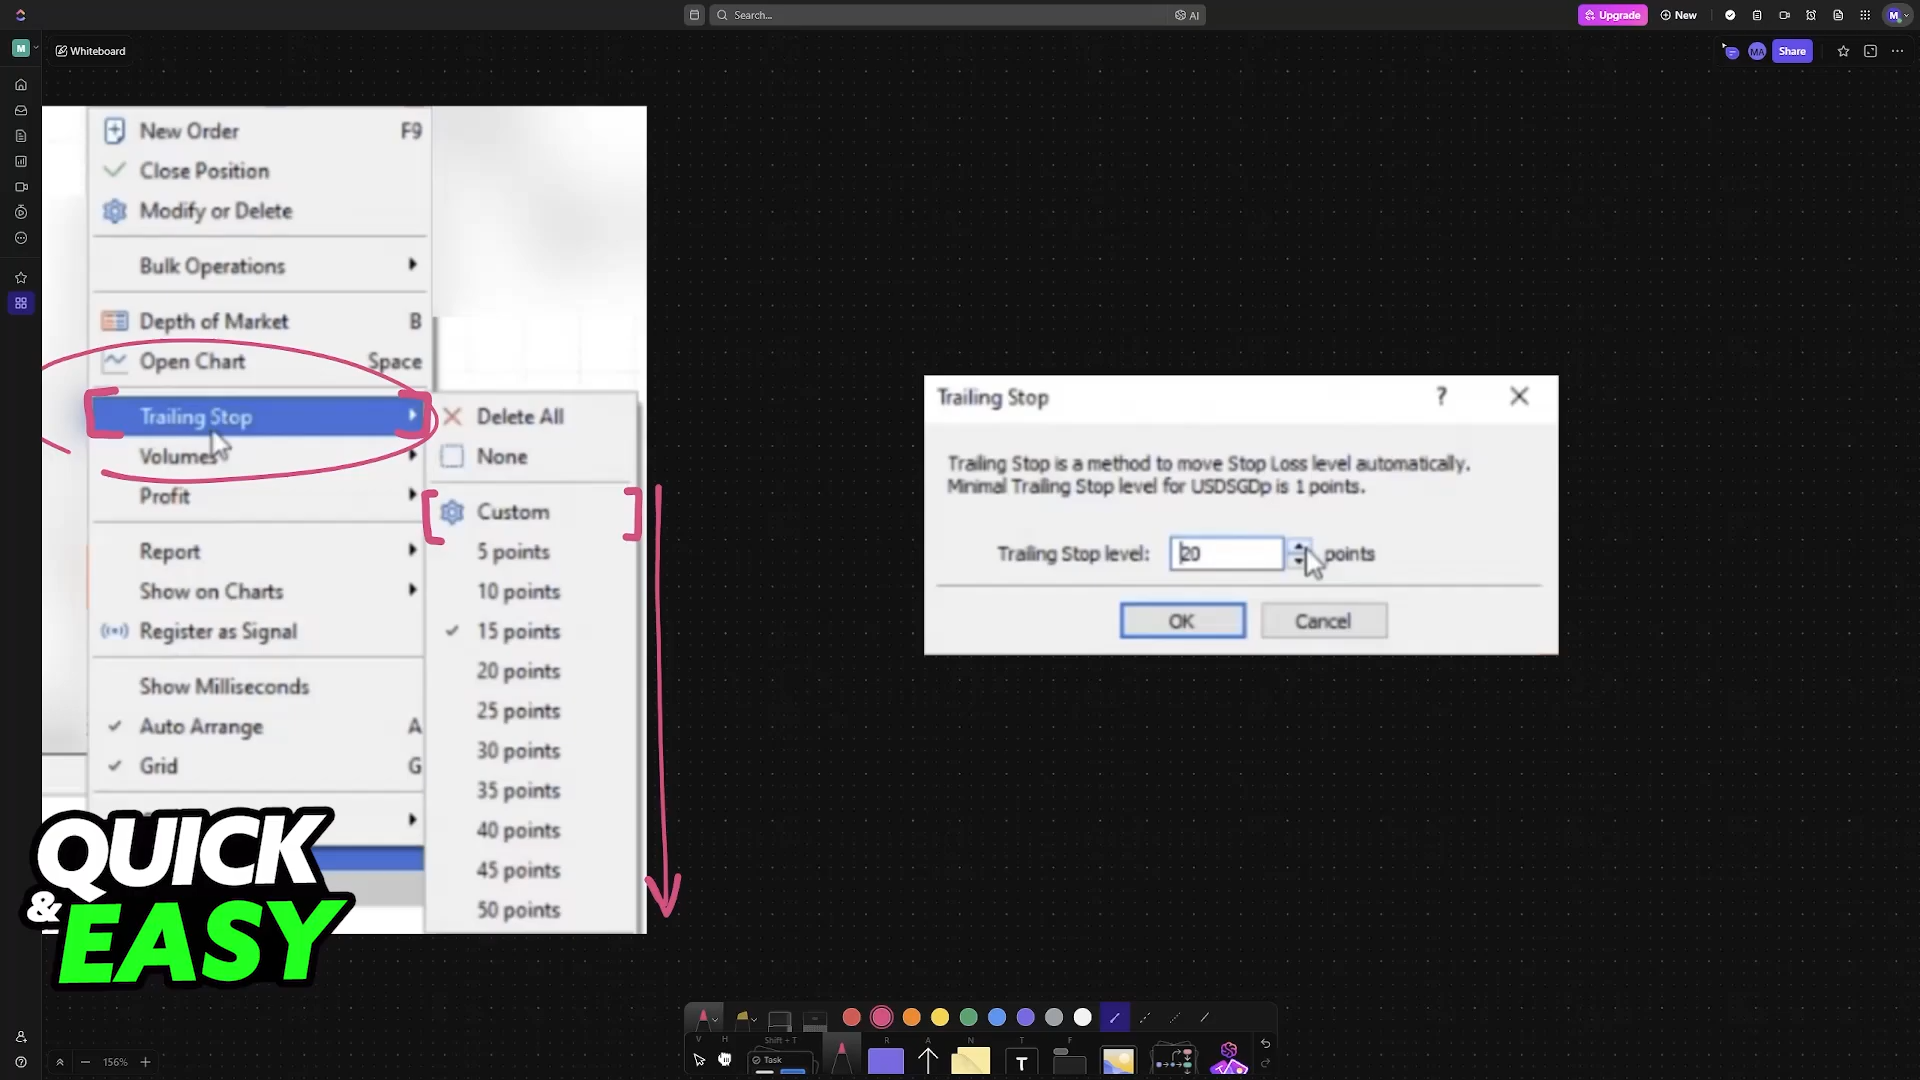 Search...
AI
Upgrade
New
M
M
Whiteboard
MA
Share
New Order F9
Close Position
Modify or Delete
Bulk Operations
Depth of Market B
Open Chart Space
Trailing Stop
Volumes
Profit
Report
Show on Charts
Register as Signal
Show Milliseconds
Auto Arrange A
Grid G
Delete All
None
Custom
5 points
10 points
15 points
20 points
25 points
30 points
35 points
40 points
45 points
50 points
Trailing Stop ?
Trailing Stop is a method to move Stop Loss level automatically.
Minimal Trailing Stop level for USDSGDp is 1 points.
Trailing Stop level: 20 points
OK Cancel
QUICK
& EASY
V H Shift + T R A N T F
Task
T
156%